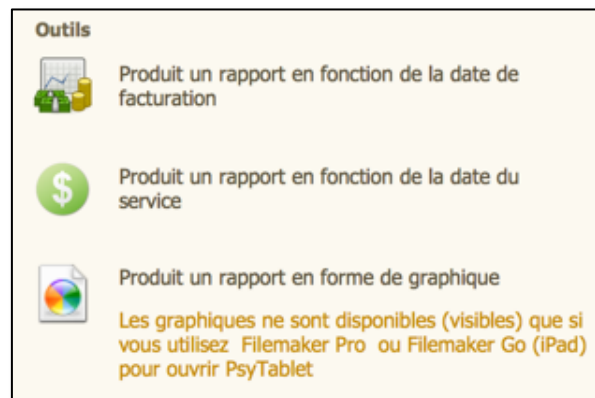 Outils
Produit un rapport en fonction de la date de
facturation
$
Produit un rapport en fonction de la date du
service
Produit un rapport en forme de graphique
Les graphiques ne sont disponibles (visibles) que si
vous utilisez Filemaker Pro ou Filemaker Go (iPad)
pour ouvrir PsyTablet